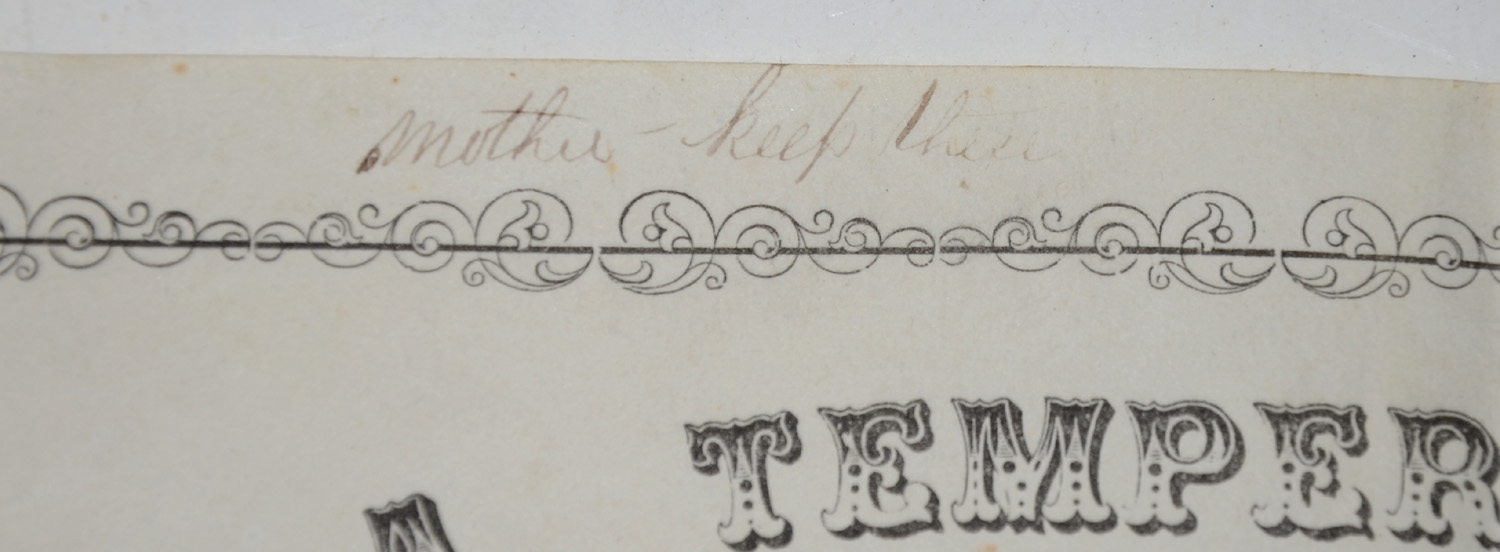 mother - keep these
TEMPER